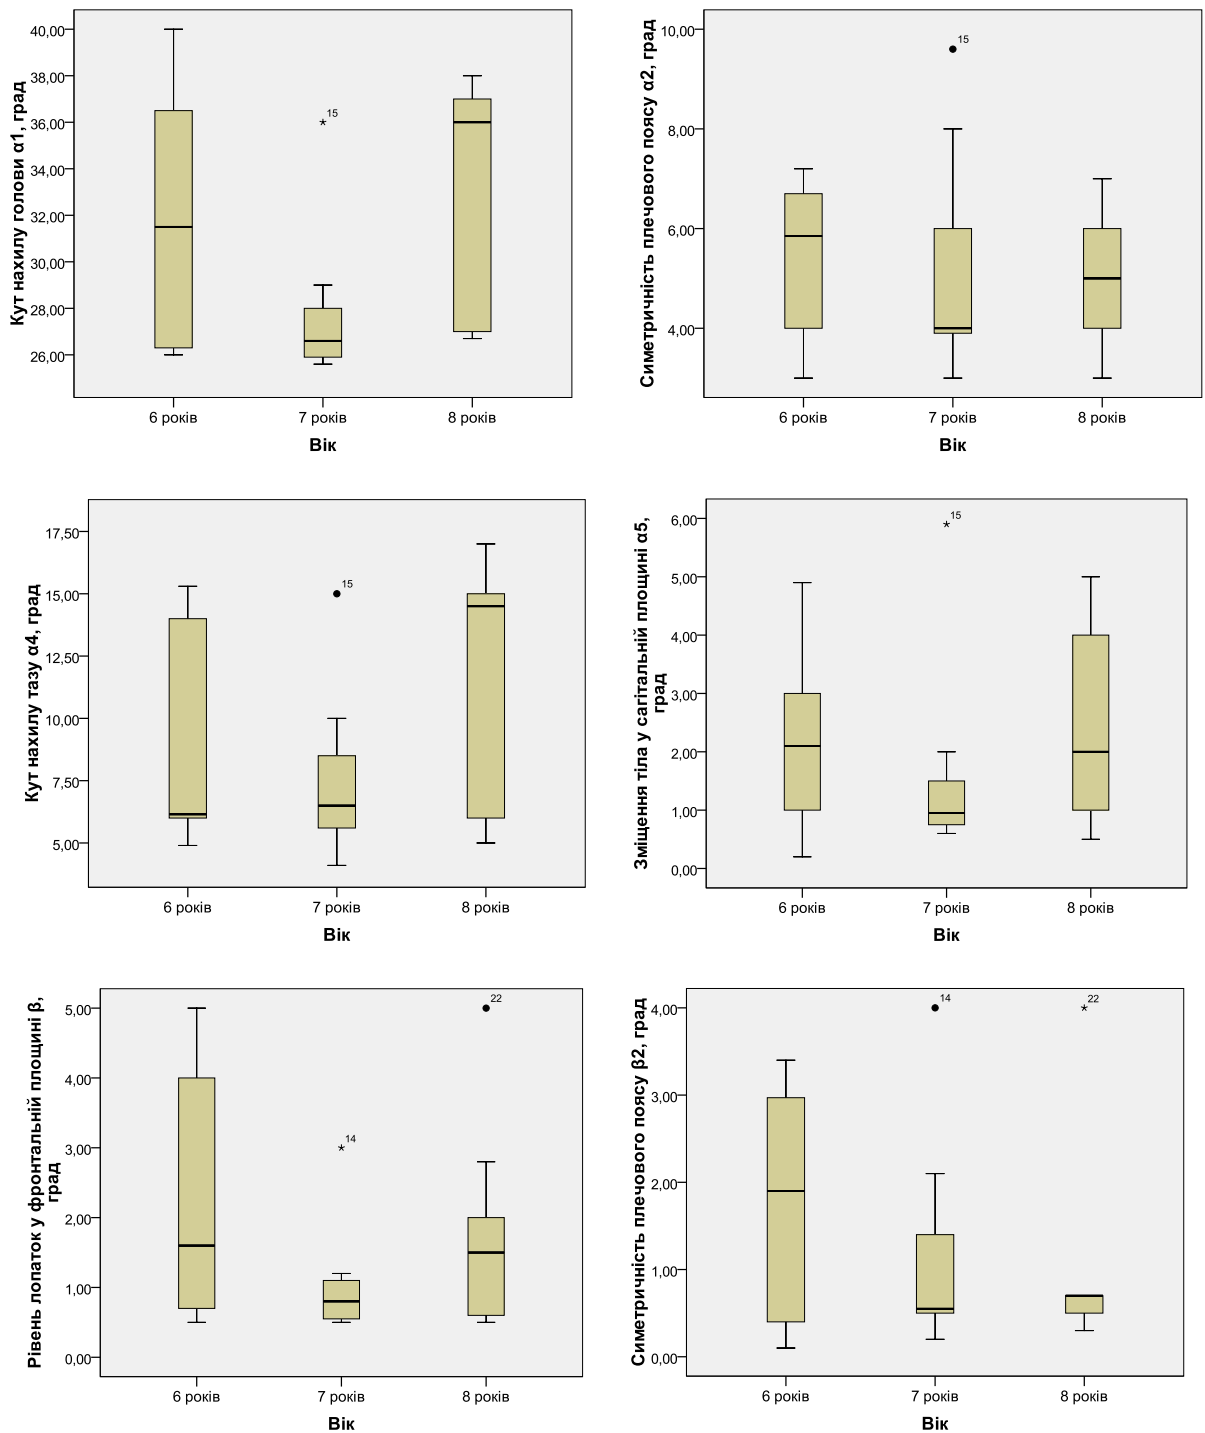 Кут нахилу голови α1, град
40,00
38,00
36,00
34,00
32,00
30,00
28,00
26,00
15
6 років
7 років
8 років
Вік
Симетричність плечового поясу α2, град
10,00
8,00
6,00
4,00
15
6 років
7 років
8 років
Вік
Кут нахилу тазу α4, град
17,50
15,00
12,50
10,00
7,50
5,00
15
6 років
7 років
8 років
Вік
Зміщення тіла у сагітальній площині α5,
град
6,00
5,00
4,00
3,00
2,00
1,00
0,00
15
6 років
7 років
8 років
Вік
Рівень лопаток у фронтальній площині β,
град
5,00
4,00
3,00
2,00
1,00
0,00
14
22
6 років
7 років
8 років
Вік
Симетричність плечового поясу β2, град
4,00
3,00
2,00
1,00
0,00
14
22
6 років
7 років
8 років
Вік